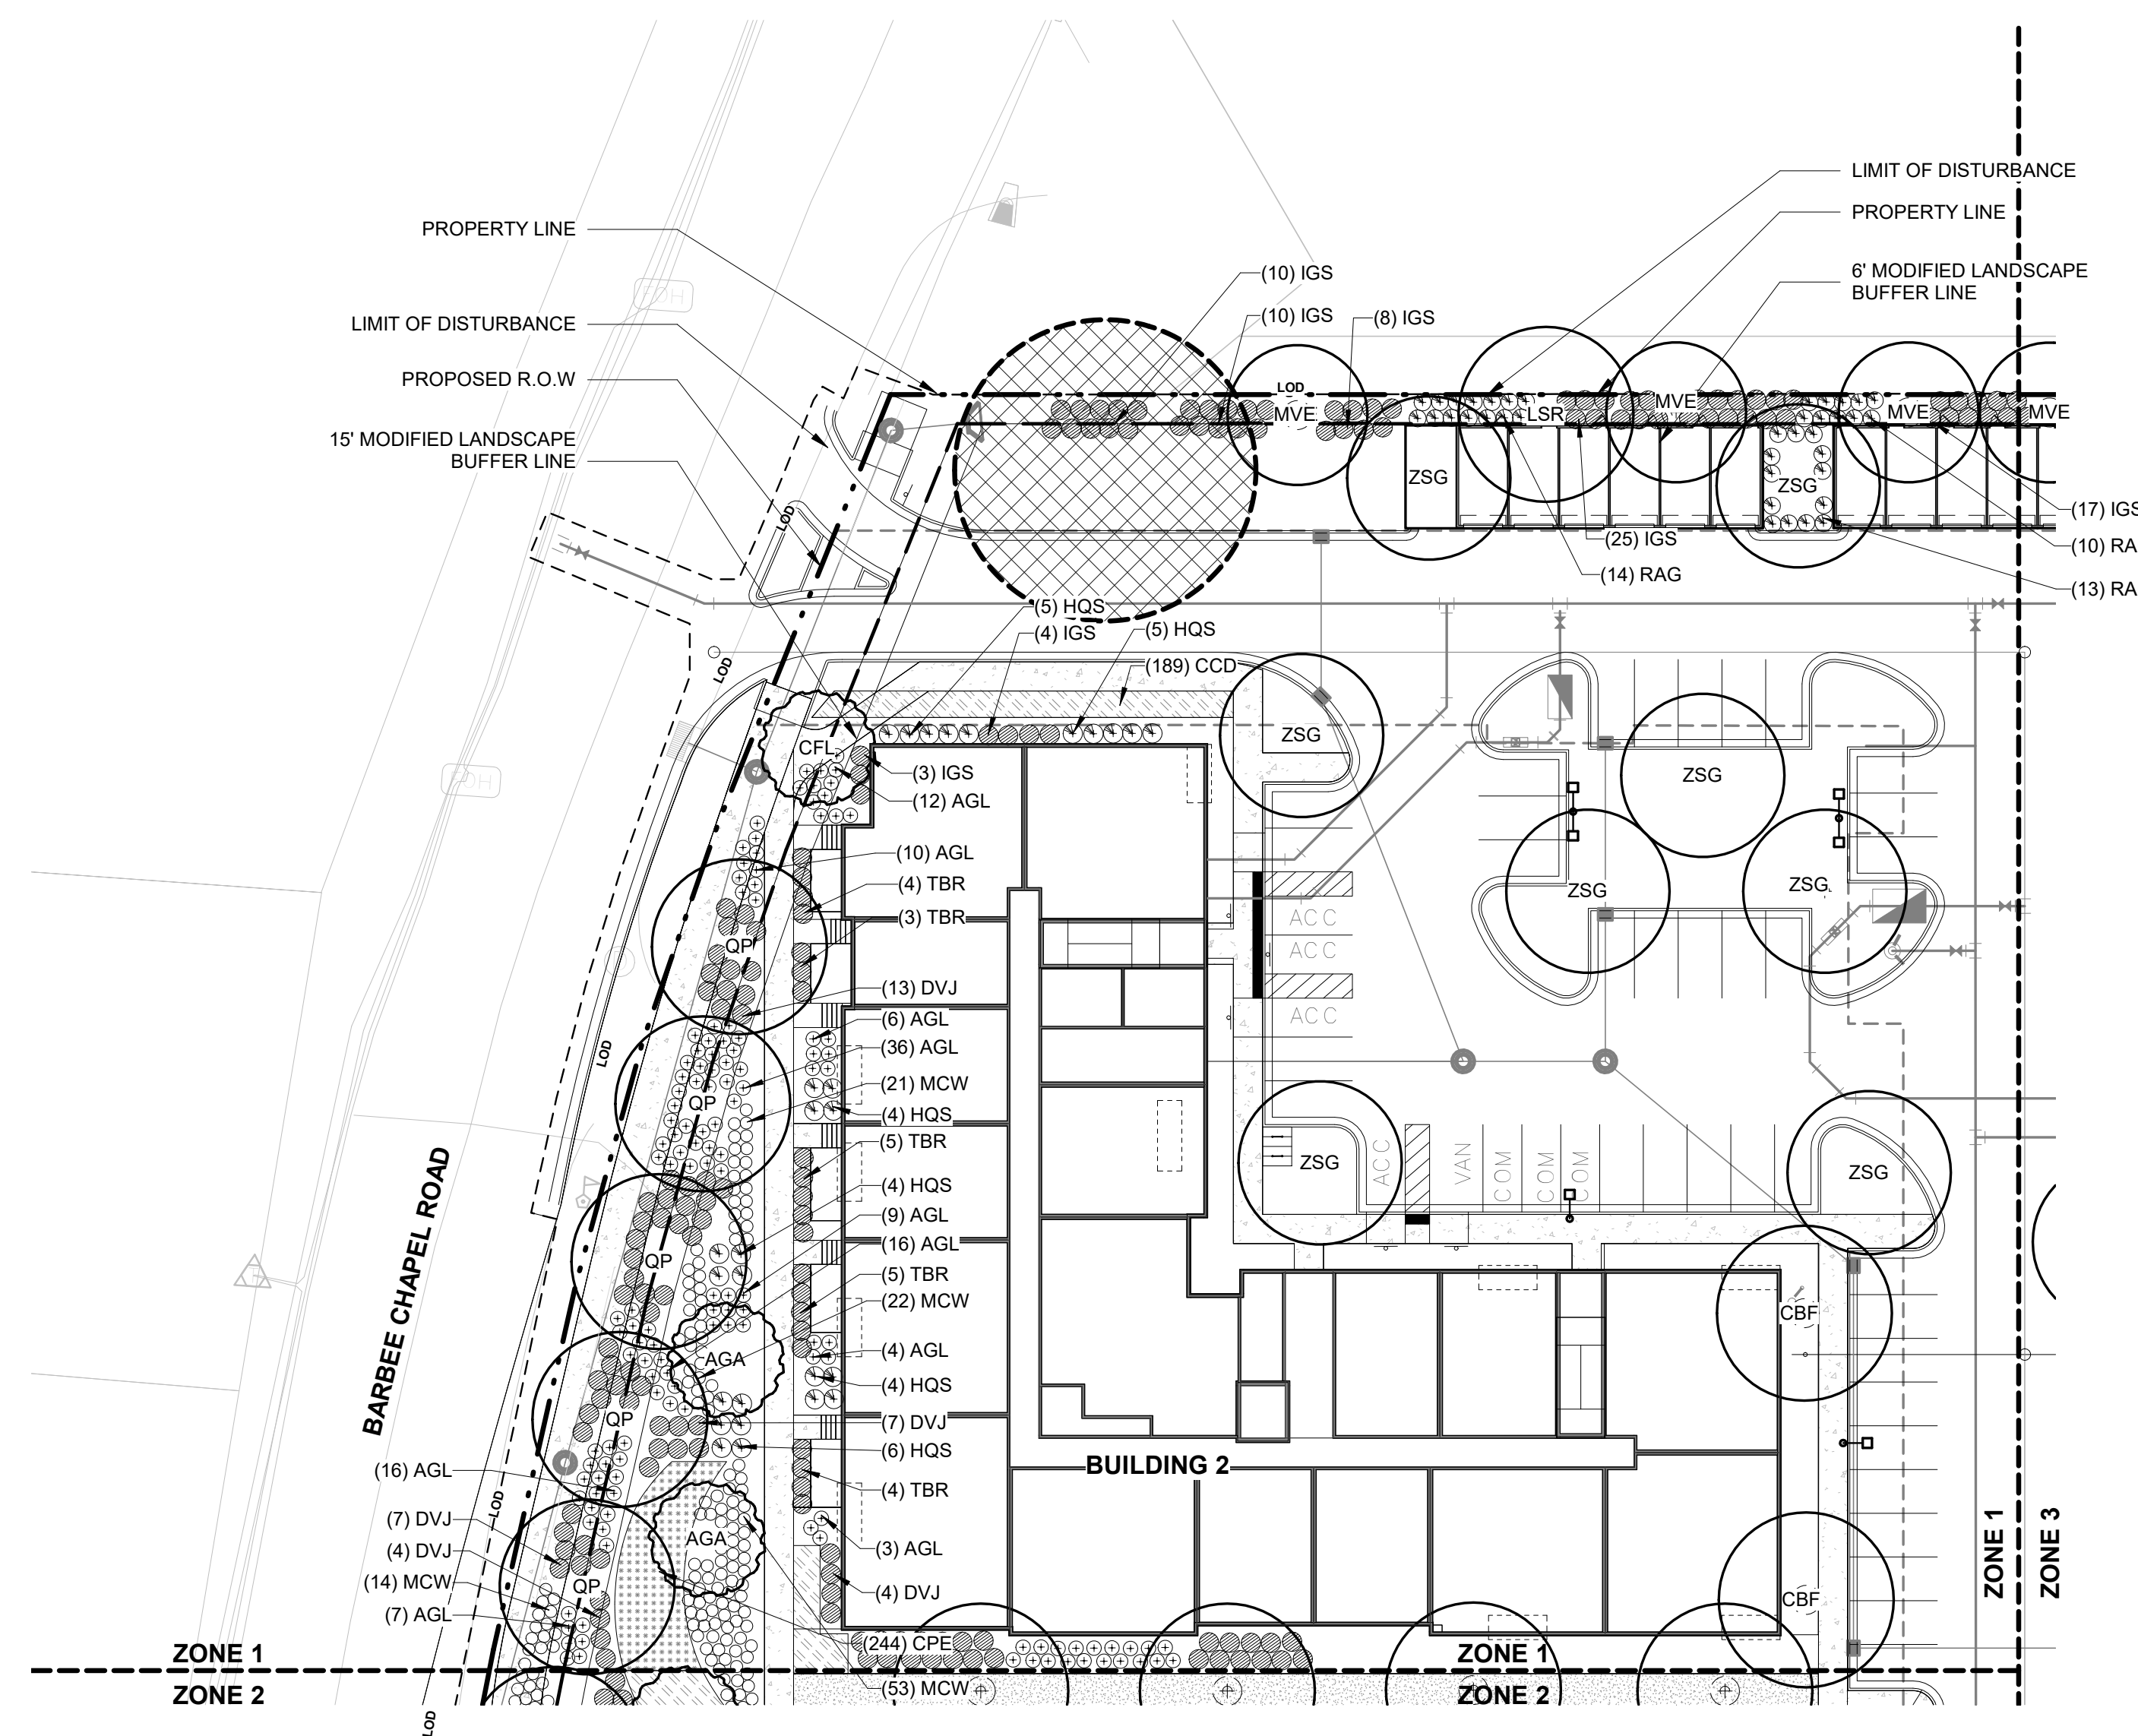 LIMIT OF DISTURBANCE
PROPERTY LINE
6' MODIFIED LANDSCAPE
BUFFER LINE
PROPERTY LINE
LIMIT OF DISTURBANCE
PROPOSED R.O.W
15' MODIFIED LANDSCAPE
BUFFER LINE
(10) IGS
(10) IGS
(8) IGS
LOD
MVE
LSR
MVE
MVE
MVE
ZSG
ZSG
(17) IGS
(25) IGS
(10) RA
(14) RAG
(13) RA
LOD
(5) HQS
(4) IGS
(5) HQS
(189) CCD
LOD
CFL
ZSG
ZSG
(3) IGS
(12) AGL
(10) AGL
(4) TBR
(3) TBR
ZSG
ZSG
QP
ACC
ACC
ACC
(13) DVJ
(6) AGL
(36) AGL
LOD
(21) MCW
QP
(4) HQS
(5) TBR
ZSG
ACC
VAN
COM
COM
COM
ZSG
(4) HQS
(9) AGL
(16) AGL
QP
(5) TBR
(22) MCW
CBF
BARBEE CHAPEL ROAD
(4) AGL
AGA
(4) HQS
QP
(7) DVJ
(6) HQS
BUILDING 2
(16) AGL
(4) TBR
LOD
(7) DVJ
AGA
(3) AGL
(4) DVJ
(14) MCW
QP
(4) DVJ
(7) AGL
CBF
ZONE 1
ZONE 3
(244) CPE
ZONE 1
ZONE 1
(53) MCW
ZONE 2
ZONE 2
LOD